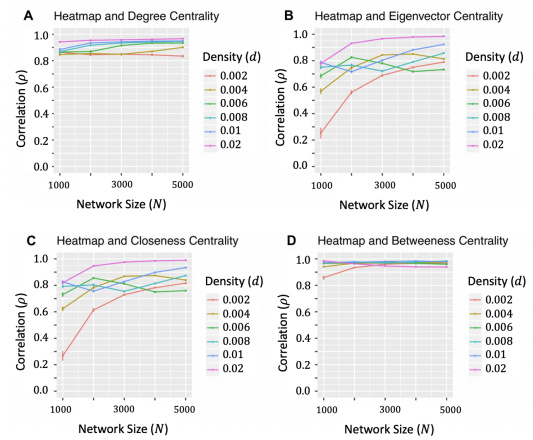 A Heatmap and Degree Centrality
1.0
0.8
0.6
0.4
0.2
0.0
Correlation (ρ)
1000 3000 5000
Network Size (N)
Density (d)
0.002
0.004
0.006
0.008
0.01
0.02
B Heatmap and Eigenvector Centrality
1.0
0.8
0.6
0.4
0.2
0.0
Correlation (ρ)
1000 3000 5000
Network Size (N)
Density (d)
0.002
0.004
0.006
0.008
0.01
0.02
C Heatmap and Closeness Centrality
1.0
0.8
0.6
0.4
0.2
0.0
Correlation (ρ)
1000 3000 5000
Network Size (N)
Density (d)
0.002
0.004
0.006
0.008
0.01
0.02
D Heatmap and Betweeness Centrality
1.0
0.8
0.6
0.4
0.2
0.0
Correlation (ρ)
1000 3000 5000
Network Size (N)
Density (d)
0.002
0.004
0.006
0.008
0.01
0.02